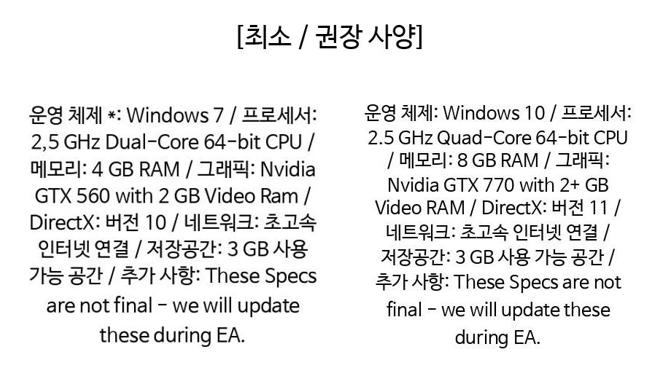 [최소 / 권장 사양]
운영 체제 *: Windows 7 / 프로세서:
2,5 GHz Dual-Core 64-bit CPU /
메모리: 4 GB RAM / 그래픽: Nvidia
GTX 560 with 2 GB Video Ram /
DirectX: 버전 10 / 네트워크: 초고속
인터넷 연결 / 저장공간: 3 GB 사용
가능 공간 / 추가 사항: These Specs
are not final - we will update
these during EA.
운영 체제: Windows 10 / 프로세서:
2.5 GHz Quad-Core 64-bit CPU
/ 메모리: 8 GB RAM / 그래픽:
Nvidia GTX 770 with 2+ GB
Video RAM / DirectX: 버전 11 /
네트워크: 초고속 인터넷 연결 /
저장공간: 3 GB 사용 가능 공간 /
추가 사항: These Specs are not
final - we will update these
during EA.